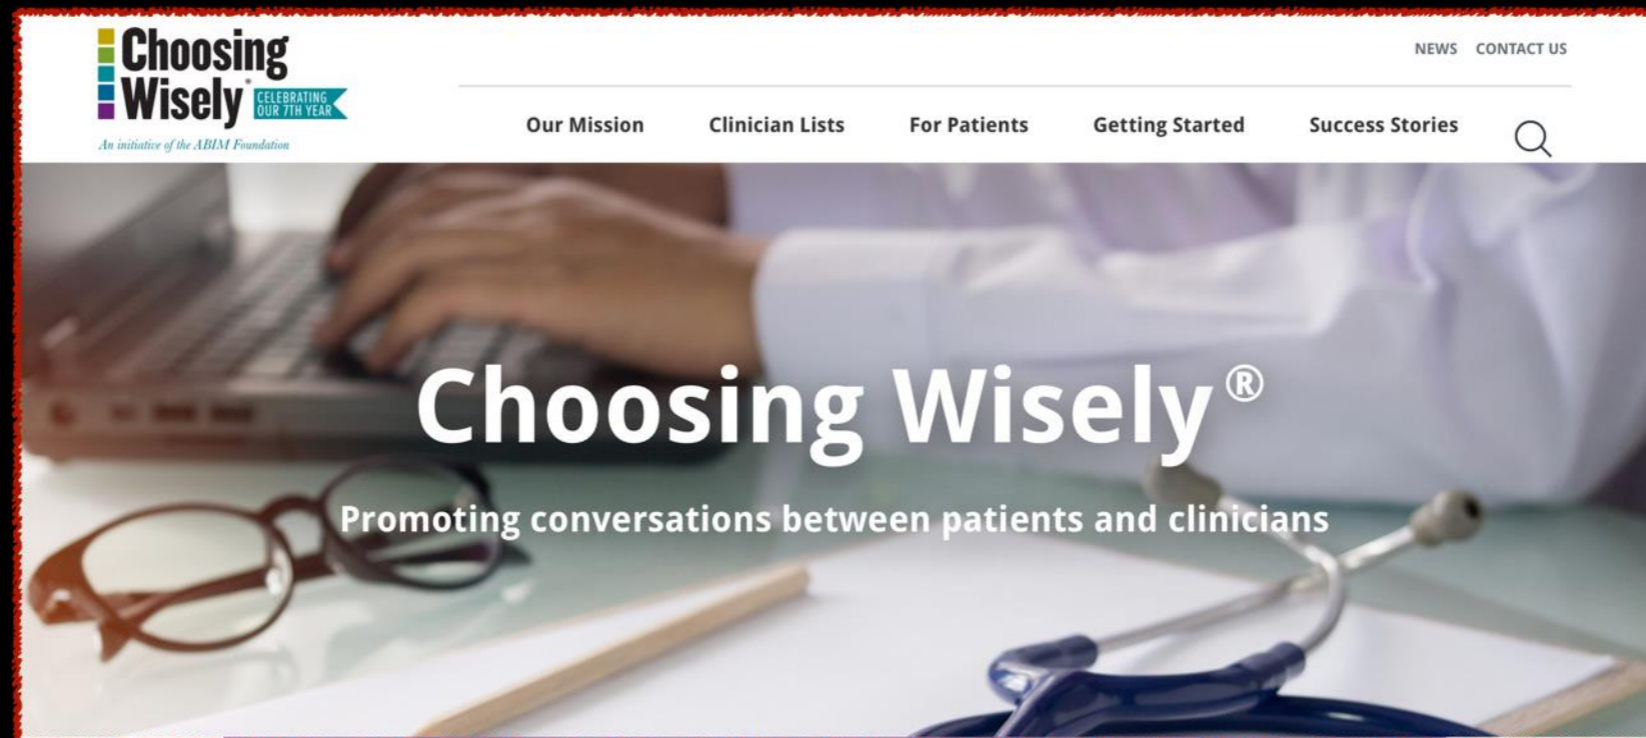 Choosing
Wisely®
CELEBRATING
OUR 7TH YEAR
An initiative of the ABIM Foundation
NEWS CONTACT US
Our Mission Clinician Lists For Patients Getting Started Success Stories
Choosing Wisely®
Promoting conversations between patients and clinicians